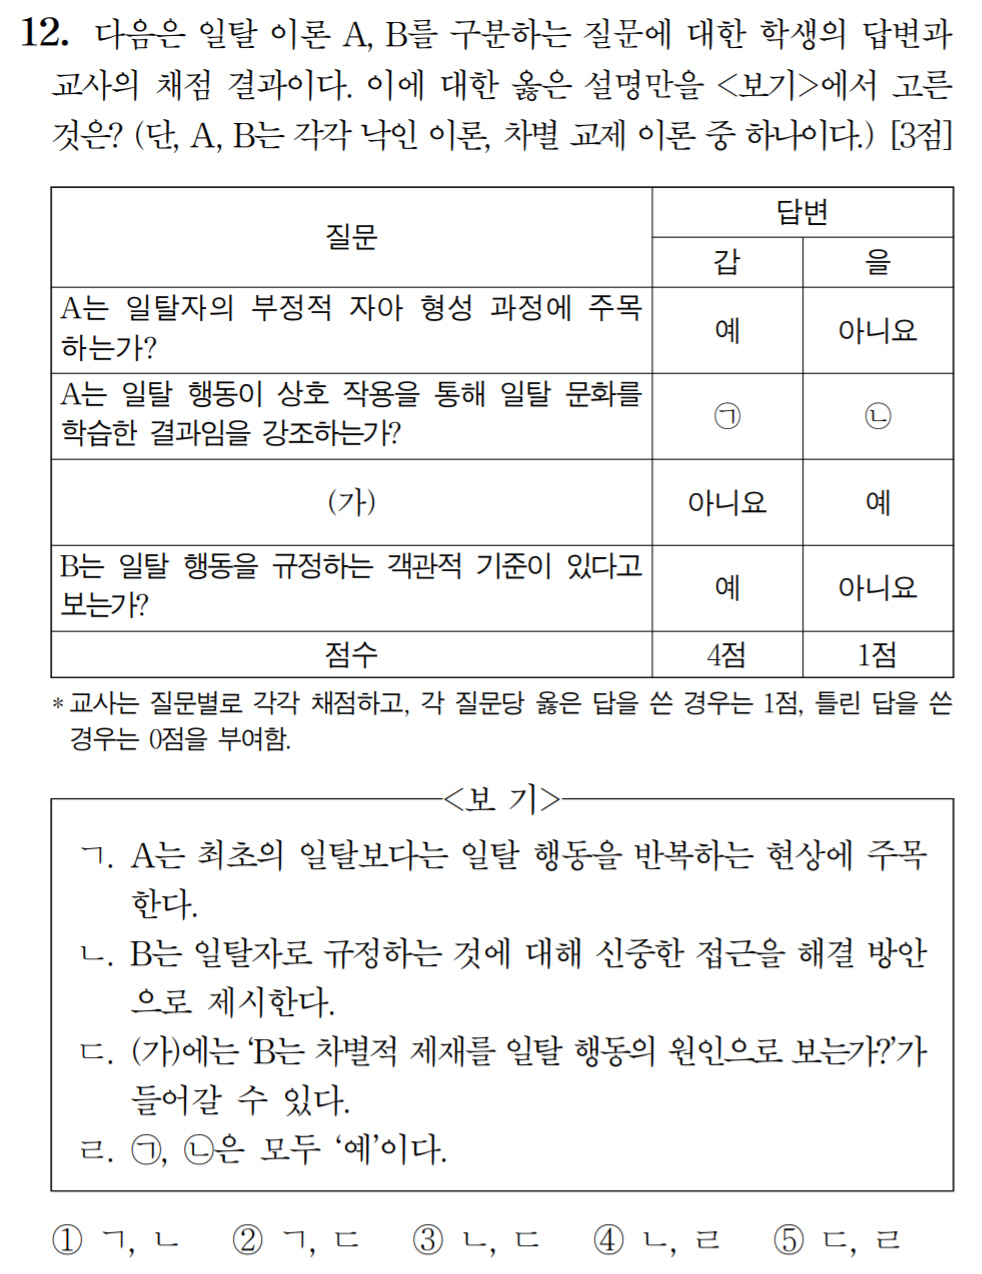 12. 다음은 일탈 이론 A, B를 구분하는 질문에 대한 학생의 답변과
교사의 채점 결과이다. 이에 대한 옳은 설명만을 <보기>에서 고른
것은? (단, A, B는 각각 낙인 이론, 차별 교제 이론 중 하나이다.) [3점]
질문
답변
갑
을
A는 일탈자의 부정적 자아 형성 과정에 주목
하는가?
예
아니요
A는 일탈 행동이 상호 작용을 통해 일탈 문화를
학습한 결과임을 강조하는가?
㉠
㉡
(가)
아니요
예
B는 일탈 행동을 규정하는 객관적 기준이 있다고
보는가?
예
아니요
점수
4점
1점
* 교사는 질문별로 각각 채점하고, 각 질문당 옳은 답을 쓴 경우는 1점, 틀린 답을 쓴
경우는 0점을 부여함.
<보 기>
ㄱ. A는 최초의 일탈보다는 일탈 행동을 반복하는 현상에 주목
한다.
ㄴ. B는 일탈자로 규정하는 것에 대해 신중한 접근을 해결 방안
으로 제시한다.
ㄷ. (가)에는 ‘B는 차별적 제재를 일탈 행동의 원인으로 보는가?’가
들어갈 수 있다.
ㄹ. ㉠, ㉡은 모두 ‘예’이다.
① ㄱ, ㄴ ② ㄱ, ㄷ ③ ㄴ, ㄷ ④ ㄴ, ㄹ ⑤ ㄷ, ㄹ